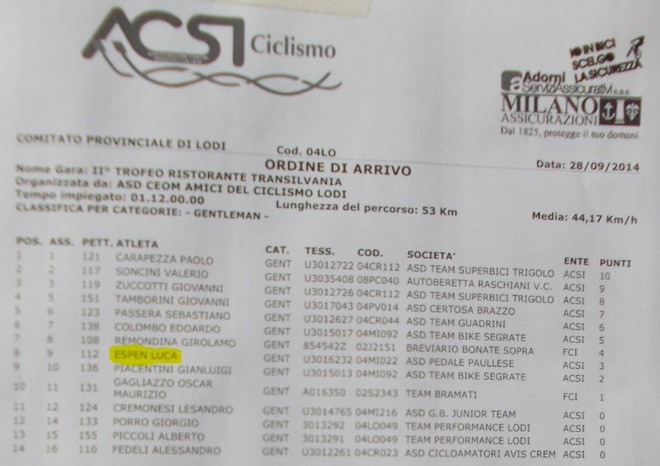 ACSI Ciclismo
IO IN BICI
SCELGO
LA SICUREZZA
Adorni
ServiziAssicurativi s.a.s.
MILANO
ASSICURAZIONI
Dal 1825, protegge il tuo domani.
COMITATO PROVINCIALE DI LODI Cod. 04LO
ORDINE DI ARRIVO Data: 28/09/2014
Nome Gara: II° TROFEO RISTORANTE TRANSILVANIA
Organizzata da: ASD CEOM AMICI DEL CICLISMO LODI
Tempo impiegato: 01.12.00.00 Lunghezza del percorso: 53 Km Media: 44,17 Km/h
CLASSIFICA PER CATEGORIE: - GENTLEMAN -
POS. ASS. PETT. ATLETA CAT. TESS. COD. SOCIETA' ENTE PUNTI
1 1 121 CARAPEZZA PAOLO GENT U3012722 04CR112 ASD TEAM SUPERBICI TRIGOLO ACSI 10
2 2 117 SONCINI VALERIO GENT U3035408 08PC040 AUTOBERETTA RASCHIANI V.C. ACSI 9
3 3 119 ZUCCOTTI GIOVANNI GENT U3012726 04CR112 ASD TEAM SUPERBICI TRIGOLO ACSI 8
4 5 151 TAMBORINI GIOVANNI GENT U3017043 04PV014 ASD CERTOSA BRAZZO ACSI 7
5 6 123 PASSERA SEBASTIANO GENT U3012627 04CR044 ASD TEAM GUADRINI ACSI 6
6 7 138 COLOMBO EDOARDO GENT U3015017 04MI092 ASD TEAM BIKE SEGRATE ACSI 5
7 8 108 REMONDINA GIROLAMO GENT 854542Z 02J2151 BREVIARIO BONATE SOPRA FCI 4
8 9 112 ESPEN LUCA GENT U3016232 04MI022 ASD PEDALE PAULLESE ACSI 3
9 10 136 PIACENTINI GIANLUIGI GENT U3015013 04MI092 ASD TEAM BIKE SEGRATE ACSI 2
10 11 131 GAGLIAZZO OSCAR MAURIZIO GENT A016350 02S2343 TEAM BRAMATI FCI 1
11 12 124 CREMONESI LESANDRO GENT U3014765 04MI216 ASD G.B. JUNIOR TEAM ACSI 0
12 14 133 PORRO GIORGIO GENT 3013292 04LO049 TEAM PERFORMANCE LODI ACSI 0
13 15 155 PICCOLI ALBERTO GENT 3013291 04LO049 TEAM PERFORMANCE LODI ACSI 0
14 16 110 FEDELI ALESSANDRO GENT U3012261 04CR023 ASD CICLOAMATORI AVIS CREM ACSI 0